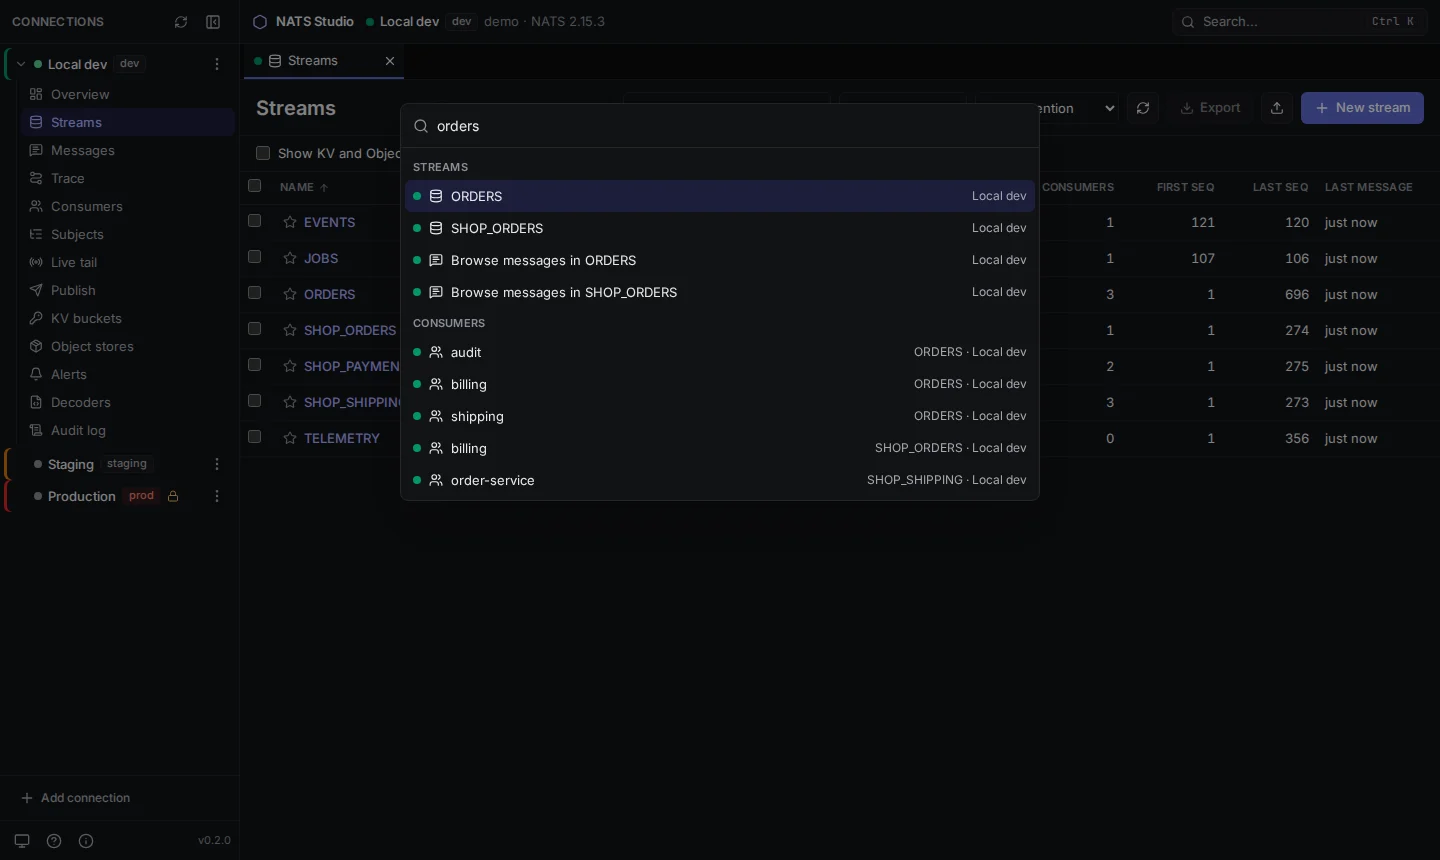 CONNECTIONS
NATS Studio Local dev dev demo · NATS 2.15.3
Search... Ctrl K
Local dev dev
Overview
Streams
Messages
Trace
Consumers
Subjects
Live tail
Publish
KV buckets
Object stores
Alerts
Decoders
Audit log
Staging staging
Production prod
Add connection
v0.2.0
Streams
Streams
Export
New stream
Show KV and
NAME ↑ CONSUMERS FIRST SEQ LAST SEQ LAST MESSAGE
EVENTS 1 121 120 just now
JOBS 1 107 106 just now
ORDERS 3 1 696 just now
SHOP_ORDERS 1 1 274 just now
SHOP_PAYMEN 2 1 275 just now
SHOP_SHIPPING 3 1 273 just now
TELEMETRY 0 1 356 just now
orders
STREAMS
ORDERS Local dev
SHOP_ORDERS Local dev
Browse messages in ORDERS Local dev
Browse messages in SHOP_ORDERS Local dev
CONSUMERS
audit ORDERS · Local dev
billing ORDERS · Local dev
shipping ORDERS · Local dev
billing SHOP_ORDERS · Local dev
order-service SHOP_SHIPPING · Local dev